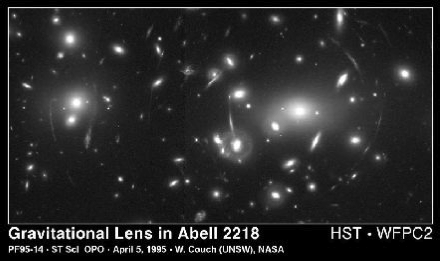 Gravitational Lens in Abell 2218 HST • WFPC2
PF95-14 • ST ScI OPO • April 5, 1995 • W. Couch (UNSW), NASA